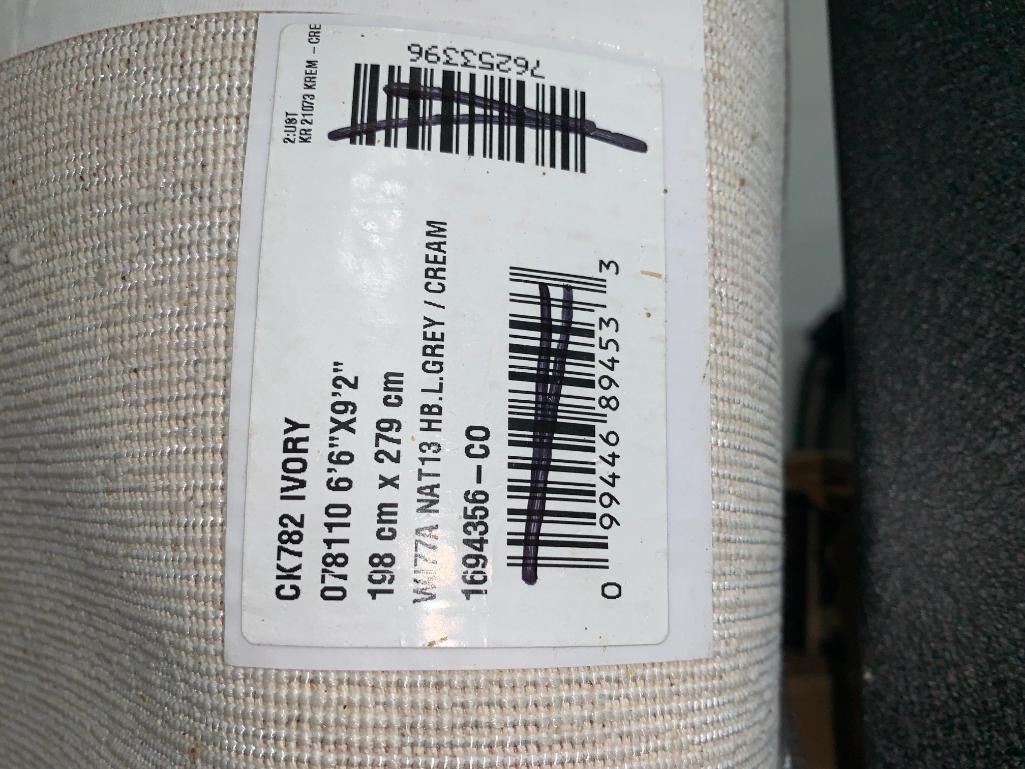 CK782 IVORY
078110 6'6"X9'2"
198 cm x 279 cm
W177A NAT13 HB.L.GREY / CREAM
1694356-CO
0 99446 89453 3
2:U8T
KR 21073 KREM - CRE
76253396